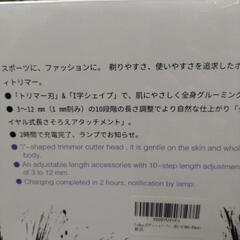 スポーツに、ファッションに。 剃りやすさ、使いやすさを追求したボ
ィトリマー。
●「トリマー刃」&「I字シェイプ」で、肌にやさしく全身グルーミン
● 3～12 ㎜（1 ㎜刻み）の10段階の長さ調整でより自然な仕上がり「
イヤル式長さそろえアタッチメント」。
● 2時間で充電完了、ランプでお知らせ。
● "I"-shaped trimmer cutter head , it is gentle on the skin and whol
body.
● An adjustable length accessories with 10-step length adjustment
of 3 to 12 mm.
● Charging completed in 2 hours, notification by lamp.